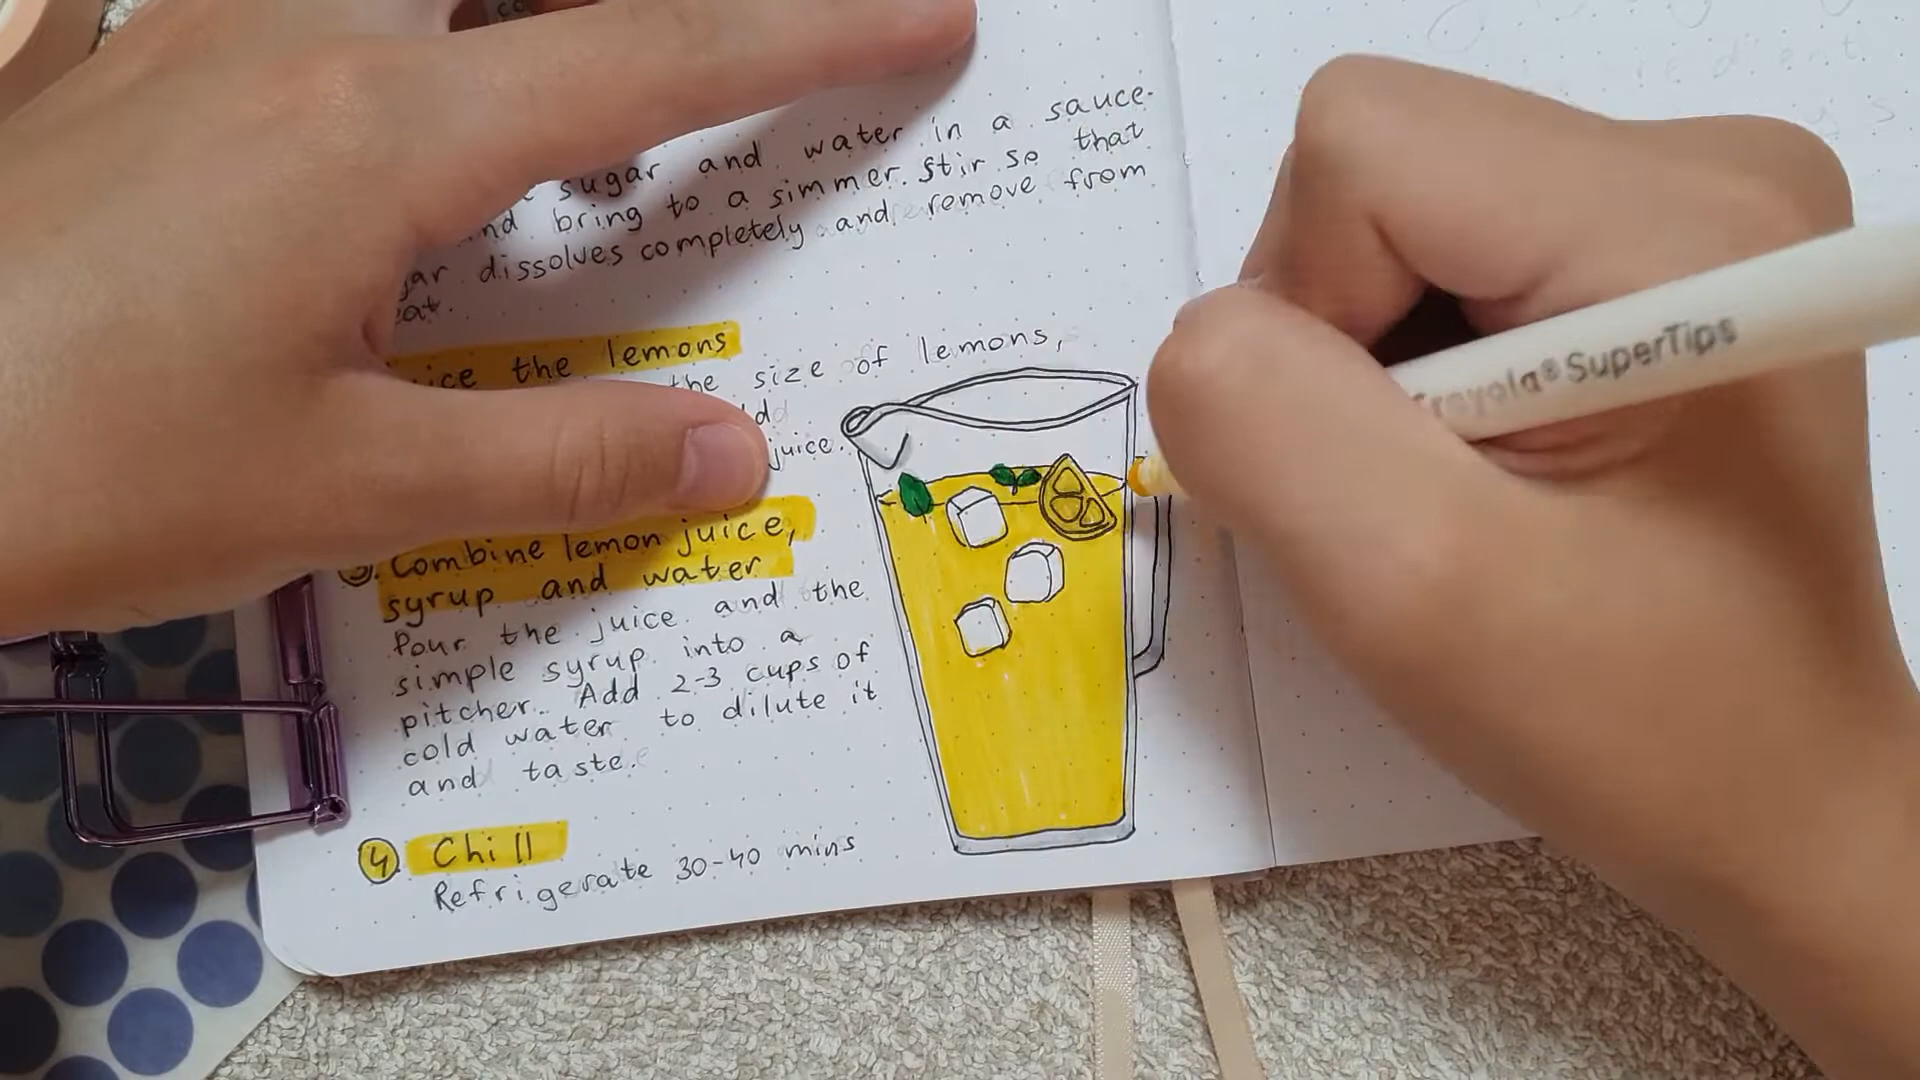 sugar and water in a sauce-
and bring to a simmer. Stir so that
dissolves completely and remove from
the lemons
the size of lemons,
juice.
3. Combine lemon juice,
syrup and water
Pour the juice and the
simple syrup into a
pitcher. Add 2-3 cups of
cold water to dilute it
and taste.
4. Chill
Refrigerate 30-40 mins
Crayola® SuperTips